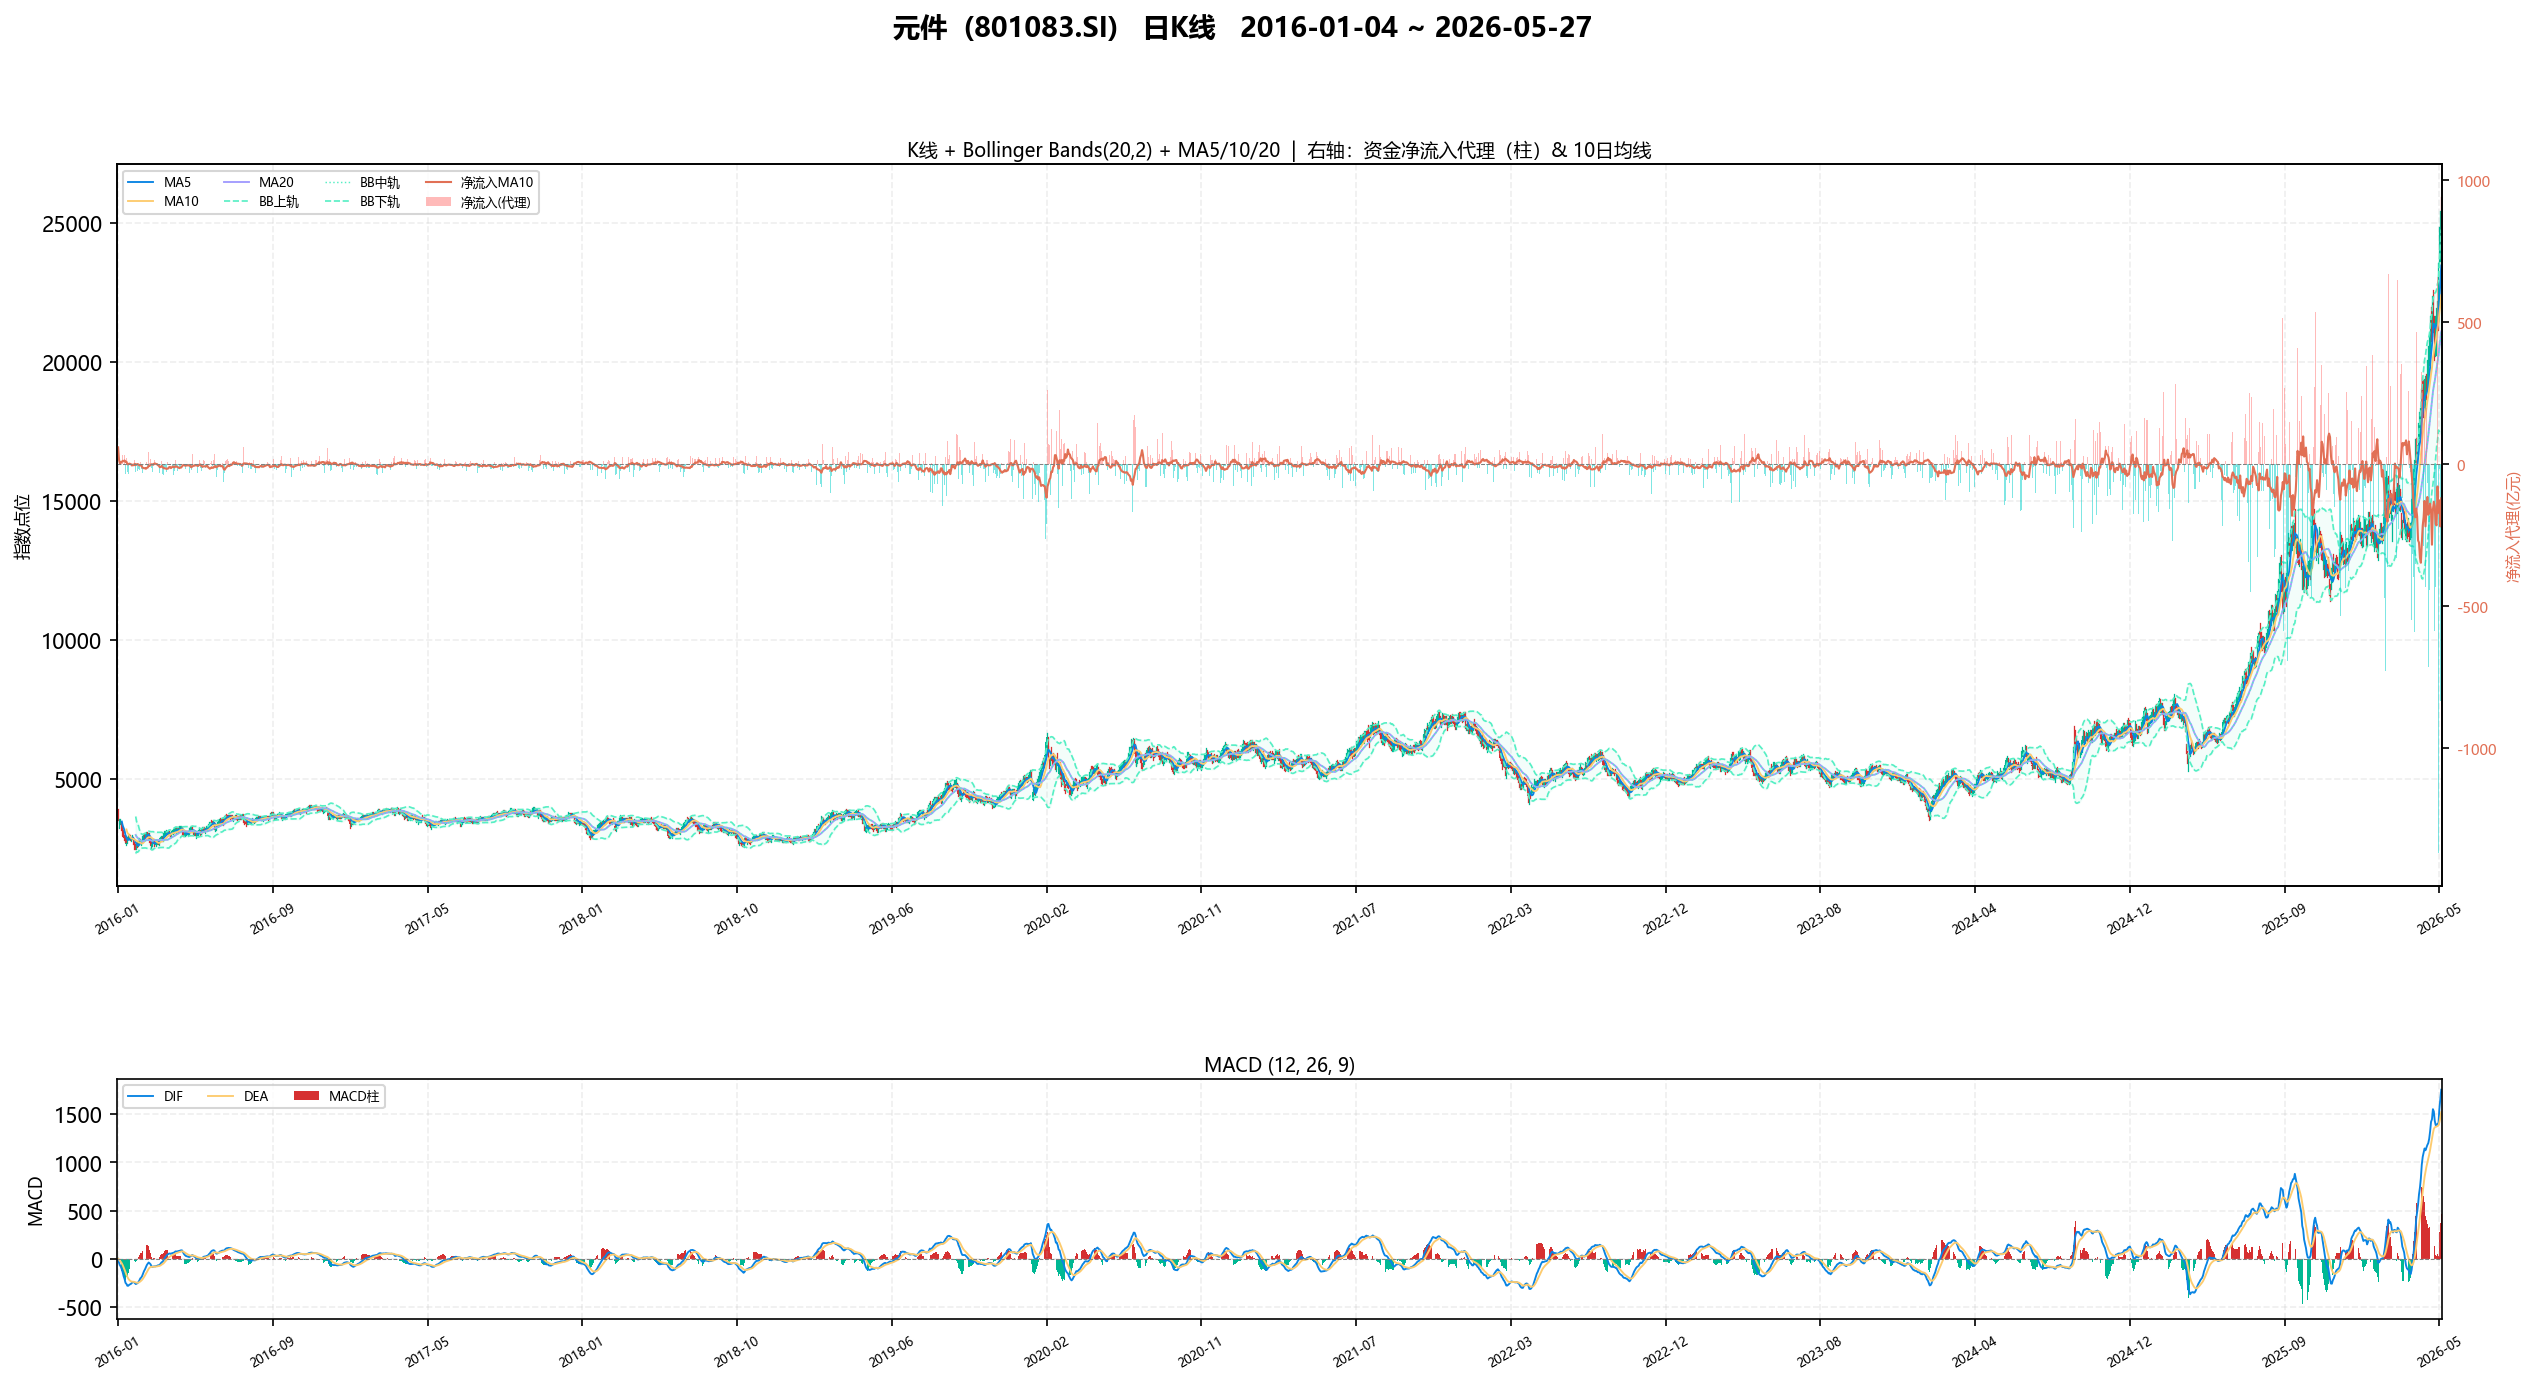 元件 (801083.SI) 日K线 2016-01-04 ~ 2026-05-27
K线 + Bollinger Bands(20,2) + MA5/10/20 | 右轴：资金净流入代理（柱）& 10日均线
MA5 MA20 BB中轨 净流入MA10
MA10 BB上轨 BB下轨 净流入(代理)
指数点位
25000
20000
15000
10000
5000
1000
500
0
-500
-1000
净流入代理(亿元)
2016-01 2016-09 2017-05 2018-01 2018-10 2019-06 2020-02 2020-11 2021-07 2022-03 2022-12 2023-08 2024-04 2024-12 2025-09 2026-05
MACD (12, 26, 9)
DIF DEA MACD柱
MACD
1500
1000
500
0
-500
2016-01 2016-09 2017-05 2018-01 2018-10 2019-06 2020-02 2020-11 2021-07 2022-03 2022-12 2023-08 2024-04 2024-12 2025-09 2026-05